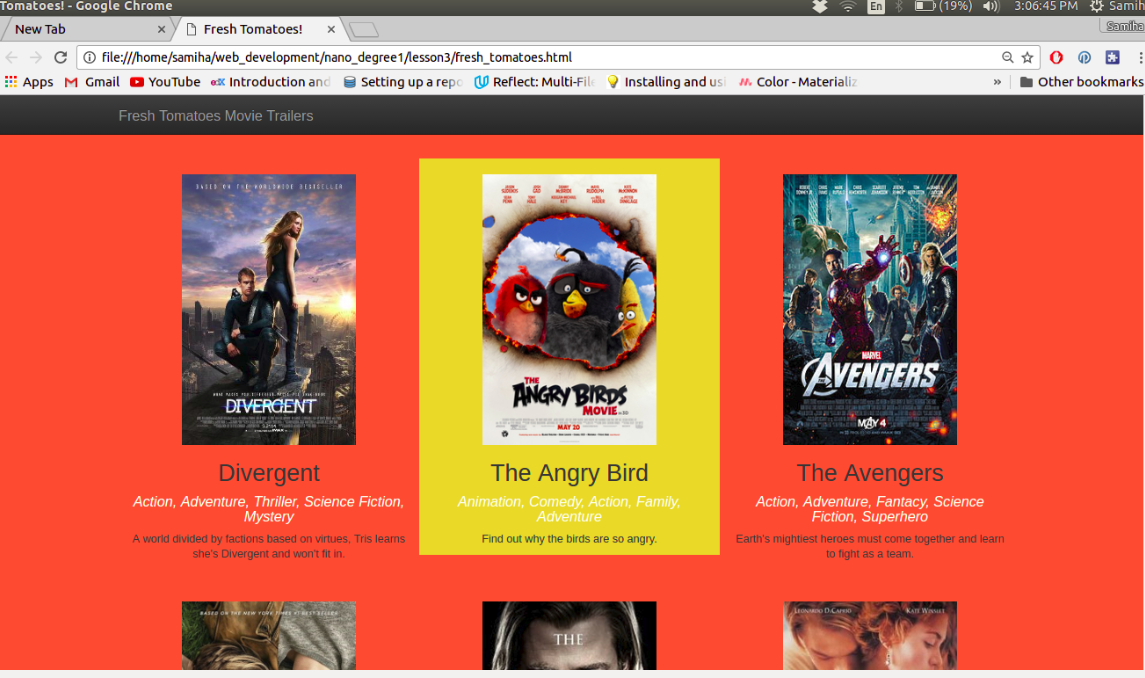 Tomatoes! - Google Chrome
En
(19%)
3:06:45 PM
Samih
New Tab
Fresh Tomatoes!
Samiha
file:///home/samiha/web_development/nano_degree1/lesson3/fresh_tomatoes.html
Apps
Gmail
YouTube
Introduction and
Setting up a repo
Reflect: Multi-File
Installing and usi
Color - Materializ
»
Other bookmarks
Fresh Tomatoes Movie Trailers
BASED ON THE WORLDWIDE BESTSELLER
DIVERGENT
THE
ANGRY BIRDS
MOVIE
MAY 20
MARVEL
AVENGERS
MAY 4
Divergent
Action, Adventure, Thriller, Science Fiction,
Mystery
A world divided by factions based on virtues, Tris learns
she's Divergent and won't fit in.
The Angry Bird
Animation, Comedy, Action, Family,
Adventure
Find out why the birds are so angry.
The Avengers
Action, Adventure, Fantacy, Science
Fiction, Superhero
Earth's mightiest heroes must come together and learn
to fight as a team.
BASED ON THE NEW YORK TIMES #1 BEST SELLER
THE
LEONARDO DICAPRIO
KATE WINSLET